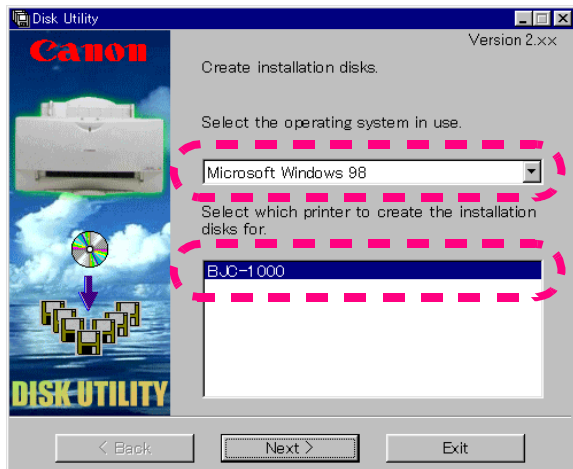 Disk Utility
Canon
Version 2.××
Create installation disks.
Select the operating system in use.
Microsoft Windows 98
Select which printer to create the installation
disks for.
BJC-1000
DISK UTILITY
< Back
Next >
Exit